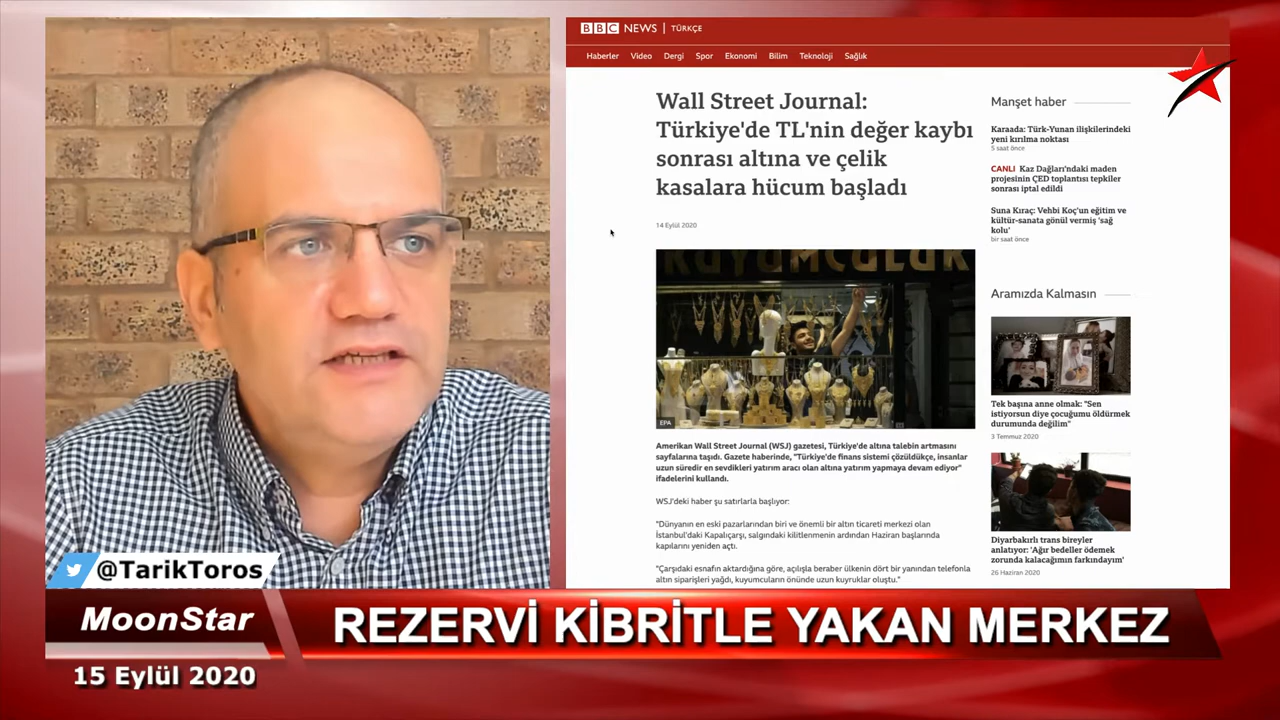 BBC NEWS | TÜRKÇE
Haberler Video Dergi Spor Ekonomi Bilim Teknoloji Sağlık
Wall Street Journal:
Türkiye'de TL'nin değer kaybı
sonrası altına ve çelik
kasalara hücum başladı
14 Eylül 2020
EPA
Amerikan Wall Street Journal (WSJ) gazetesi, Türkiye'de altına talebin artmasını
sayfalarına taşıdı. Gazete haberinde, "Türkiye'de finans sistemi çözüldükçe, insanlar
uzun süredir en sevdikleri yatırım aracı olan altına yatırım yapmaya devam ediyor"
ifadelerini kullandı.
WSJ'deki haber şu satırlarla başlıyor:
"Dünyanın en eski pazarlarından biri ve önemli bir altın ticareti merkezi olan
İstanbul'daki Kapalıçarşı, salgındaki kilitlenmenin ardından Haziran başlarında
kapılarını yeniden açtı.
"Çarşıdaki esnafın aktardığına göre, açılışla beraber ülkenin dört bir yanından telefonla
altın siparişleri yağdı, kuyumcuların önünde uzun kuyruklar oluştu."
Manşet haber
Karaada: Türk-Yunan ilişkilerindeki
yeni kırılma noktası
5 saat önce
CANLI Kaz Dağları'ndaki maden
projesinin ÇED toplantısı tepkiler
sonrası iptal edildi
Suna Kıraç: Vehbi Koç'un eğitim ve
kültür-sanata gönül vermiş 'sağ
kolu'
bir saat önce
Aramızda Kalmasın
Tek başına anne olmak: "Sen
istiyorsun diye çocuğumu öldürmek
durumunda değilim"
3 Temmuz 2020
Diyarbakırlı trans bireyler
anlatıyor: 'Ağır bedeller ödemek
zorunda kalacağımın farkındayım'
26 Haziran 2020
@TarikToros
MoonStar
REZERVİ KİBRİTLE YAKAN MERKEZ
15 Eylül 2020